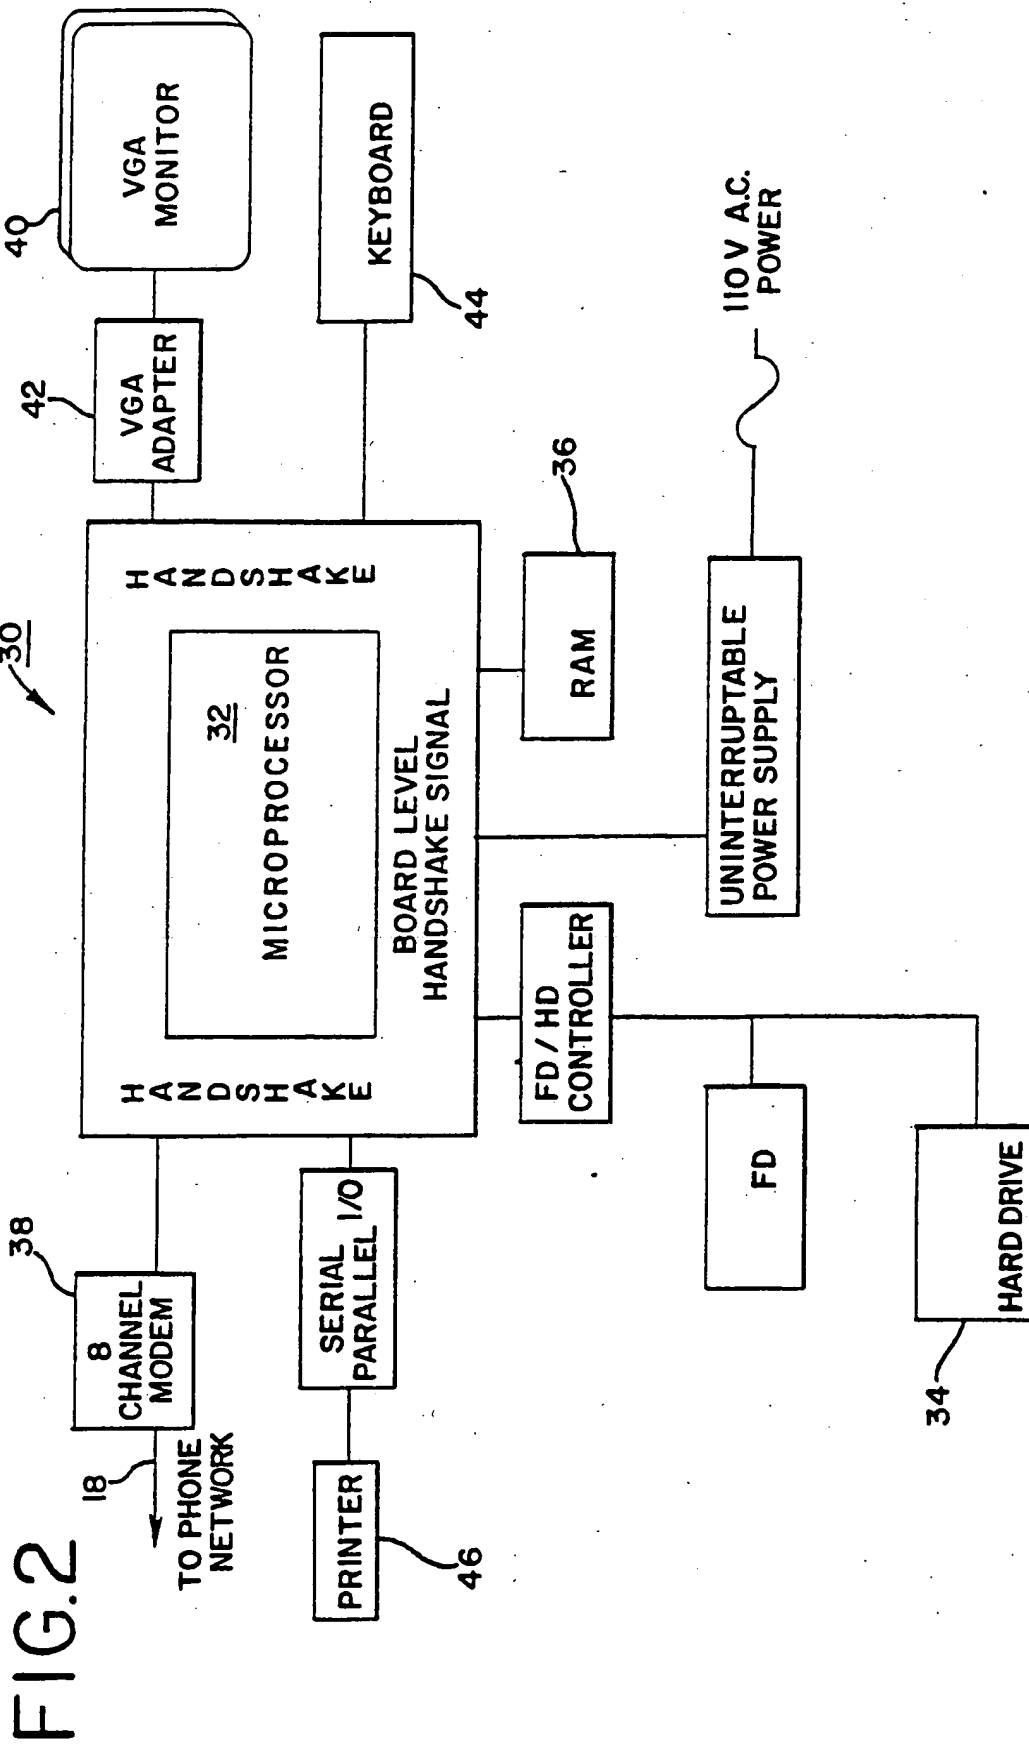 FIG.2
30
38
8
CHANNEL
MODEM
18
TO PHONE
NETWORK
SERIAL
PARALLEL I/O
PRINTER
46
HANDSHAKE
32
MICROPROCESSOR
BOARD LEVEL
HANDSHAKE SIGNAL
HANDSHAKE
42
VGA
ADAPTER
40
VGA
MONITOR
KEYBOARD
44
FD / HD
CONTROLLER
FD
HARD DRIVE
34
RAM
36
UNINTERRUPTABLE
POWER SUPPLY
110 V A.C.
POWER